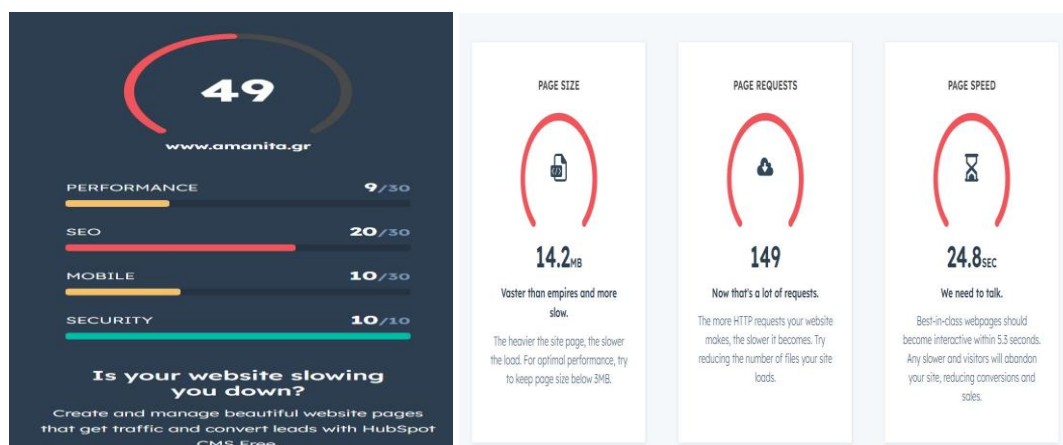 49
www.amanita.gr
PERFORMANCE 9/30
SEO 20/30
MOBILE 10/30
SECURITY 10/10
Is your website slowing
you down?
Create and manage beautiful website pages
that get traffic and convert leads with HubSpot
CMS Free
PAGE SIZE
14.2MB
Vaster than empires and more
slow.
The heavier the site page, the slower
the load. For optimal performance, try
to keep page size below 3MB.
PAGE REQUESTS
149
Now that's a lot of requests.
The more HTTP requests your website
makes, the slower it becomes. Try
reducing the number of files your site
loads.
PAGE SPEED
24.8SEC
We need to talk.
Best-in-class webpages should
become interactive within 5.3 seconds.
Any slower and visitors will abandon
your site, reducing conversions and
sales.